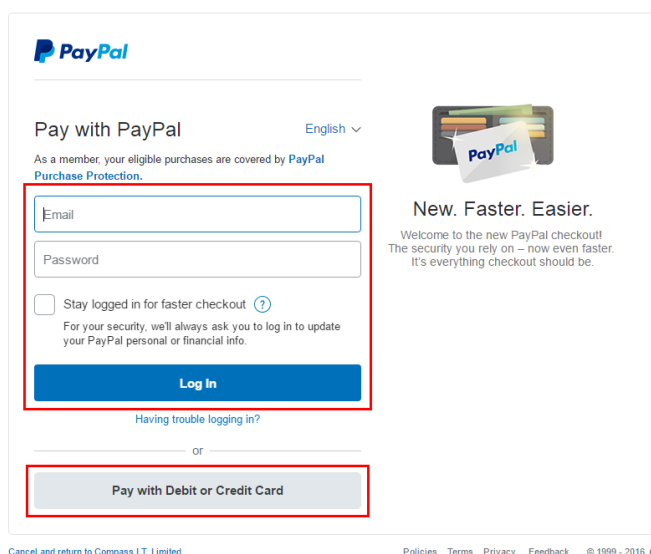 PayPal
Pay with PayPal
English
As a member, your eligible purchases are covered by PayPal
Purchase Protection.
Email
Password
Stay logged in for faster checkout ?
For your security, we'll always ask you to log in to update
your PayPal personal or financial info.
Log In
Having trouble logging in?
or
Pay with Debit or Credit Card
PayPal
New. Faster. Easier.
Welcome to the new PayPal checkout!
The security you rely on – now even faster.
It's everything checkout should be.
Cancel and return to Compass I.T. Limited
Policies Terms Privacy Feedback © 1999 - 2016